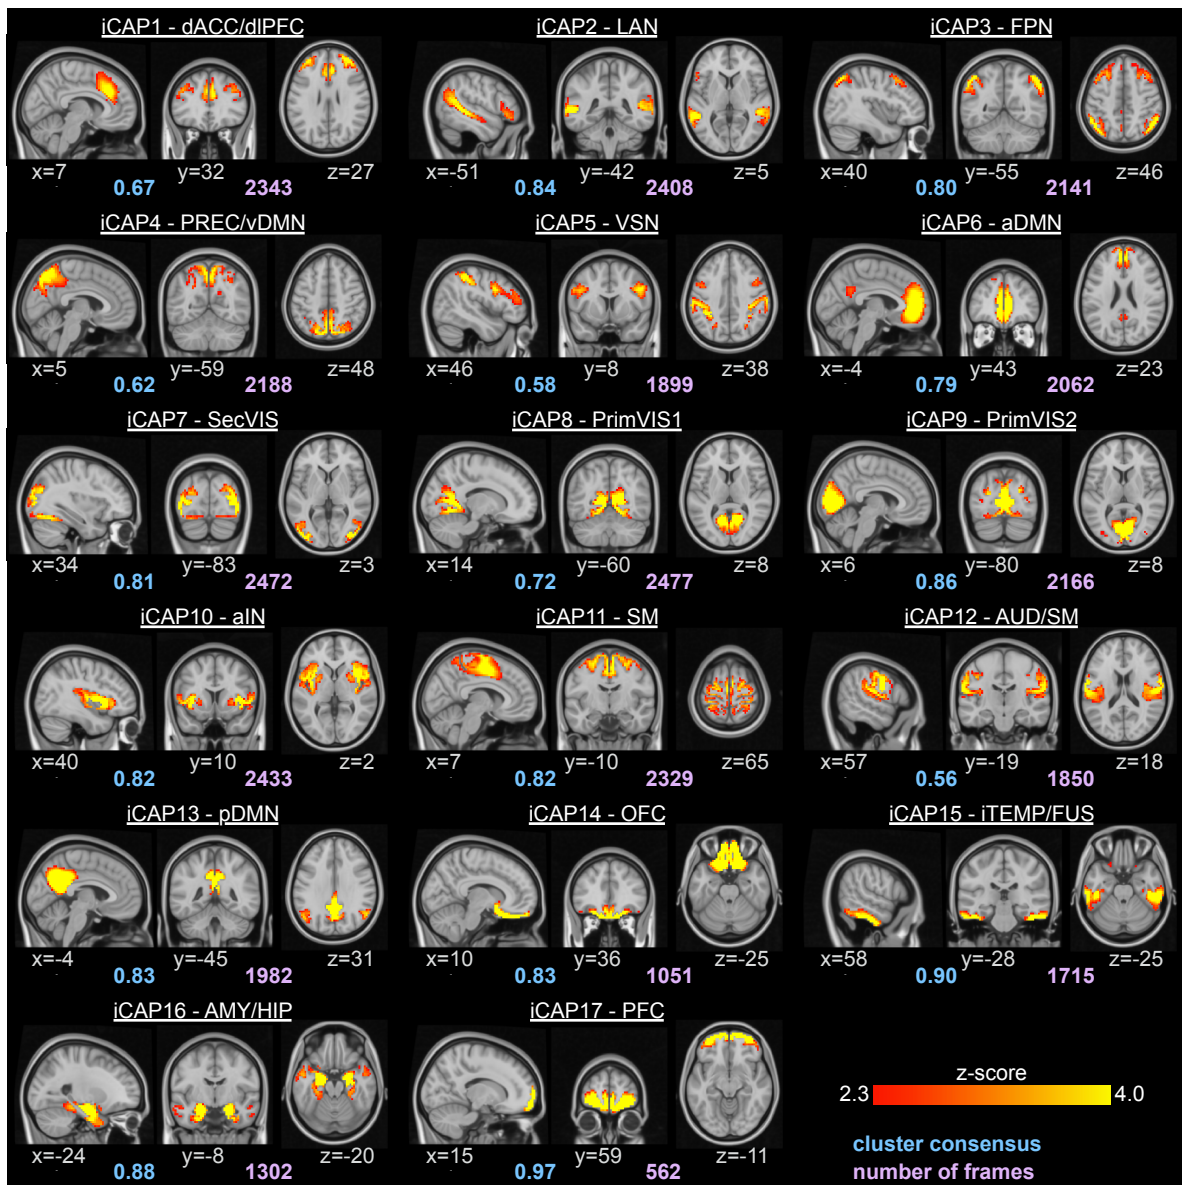 iCAP1 - dACC/dlPFC
x=7 y=32 z=27
0.67 2343
iCAP2 - LAN
x=-51 y=-42 z=5
0.84 2408
iCAP3 - FPN
x=40 y=-55 z=46
0.80 2141
iCAP4 - PREC/vDMN
x=5 y=-59 z=48
0.62 2188
iCAP5 - VSN
x=46 y=8 z=38
0.58 1899
iCAP6 - aDMN
x=-4 y=43 z=23
0.79 2062
iCAP7 - SecVIS
x=34 y=-83 z=3
0.81 2472
iCAP8 - PrimVIS1
x=14 y=-60 z=8
0.72 2477
iCAP9 - PrimVIS2
x=6 y=-80 z=8
0.86 2166
iCAP10 - aIN
x=40 y=10 z=2
0.82 2433
iCAP11 - SM
x=7 y=-10 z=65
0.82 2329
iCAP12 - AUD/SM
x=57 y=-19 z=18
0.56 1850
iCAP13 - pDMN
x=-4 y=-45 z=31
0.83 1982
iCAP14 - OFC
x=10 y=36 z=-25
0.83 1051
iCAP15 - iTEMP/FUS
x=58 y=-28 z=-25
0.90 1715
iCAP16 - AMY/HIP
x=-24 y=-8 z=-20
0.88 1302
iCAP17 - PFC
x=15 y=59 z=-11
0.97 562
z-score
2.3 4.0
cluster consensus
number of frames